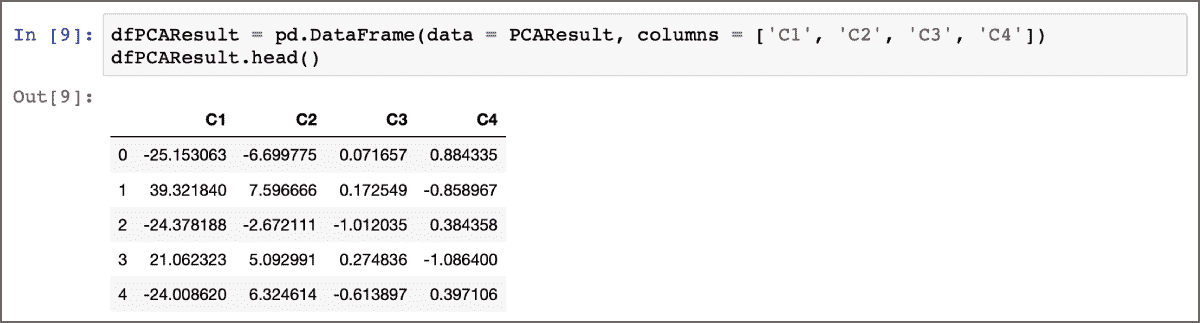 In [9]: dfPCAResult = pd.DataFrame(data = PCAResult, columns = ['C1', 'C2', 'C3', 'C4'])
dfPCAResult.head()
Out[9]:
C1 C2 C3 C4
0 -25.153063 -6.699775 0.071657 0.884335
1 39.321840 7.596666 0.172549 -0.858967
2 -24.378188 -2.672111 -1.012035 0.384358
3 21.062323 5.092991 0.274836 -1.086400
4 -24.008620 6.324614 -0.613897 0.397106